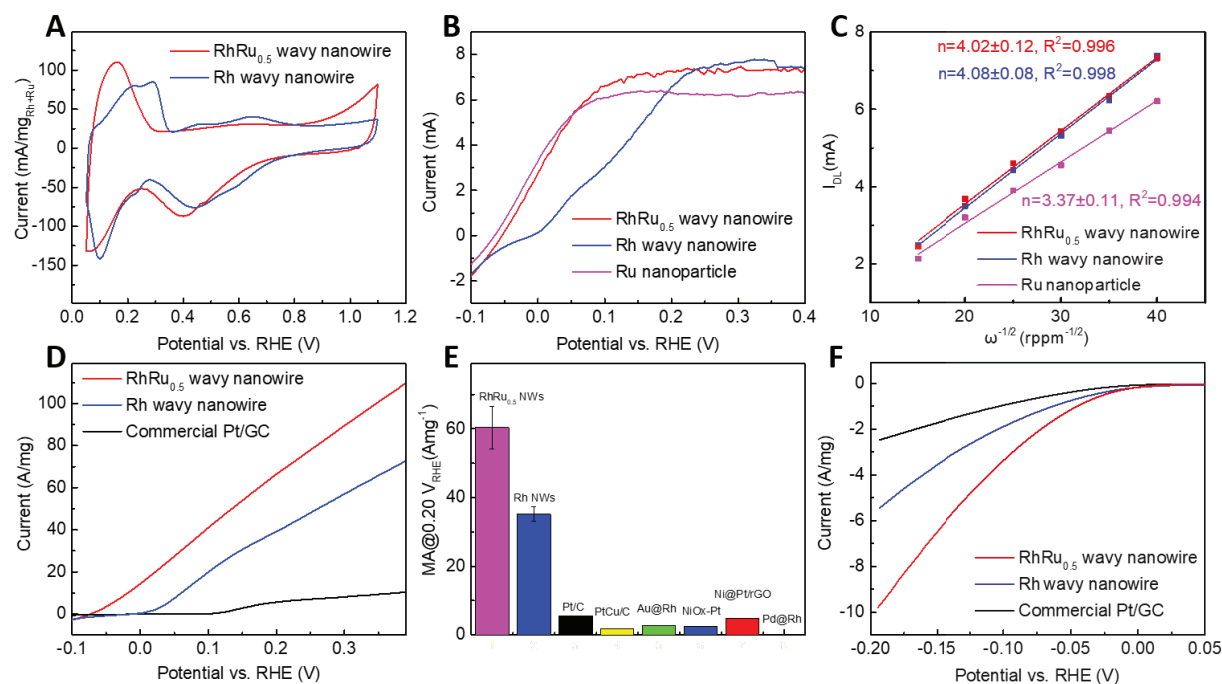 A
RhRu0.5 wavy nanowire
Rh wavy nanowire
Current (mA/mgRh+Ru)
100
50
0
-50
-100
-150
0.0 0.2 0.4 0.6 0.8 1.0 1.2
Potential vs. RHE (V)
B
Current (mA)
8
6
4
2
0
-2
RhRu0.5 wavy nanowire
Rh wavy nanowire
Ru nanoparticle
-0.1 0.0 0.1 0.2 0.3 0.4
Potential vs. RHE (V)
C
n=4.02±0.12, R2=0.996
n=4.08±0.08, R2=0.998
n=3.37±0.11, R2=0.994
IDL(mA)
8
6
4
2
RhRu0.5 wavy nanowire
Rh wavy nanowire
Ru nanoparticle
10 20 30 40
ω-1/2 (rppm-1/2)
D
RhRu0.5 wavy nanowire
Rh wavy nanowire
Commercial Pt/GC
Current (A/mg)
100
80
60
40
20
0
-0.1 0.0 0.1 0.2 0.3
Potential vs. RHE (V)
E
MA@0.20 VRHE(Amg-1)
60
40
20
0
RhRu0.5 NWs
Rh NWs
Pt/C
PtCu/C
Au@Rh
NiOx-Pt
Ni@Pt/rGO
Pd@Rh
F
Current (A/mg)
0
-2
-4
-6
-8
-10
RhRu0.5 wavy nanowire
Rh wavy nanowire
Commercial Pt/GC
-0.20 -0.15 -0.10 -0.05 0.00 0.05
Potential vs. RHE (V)